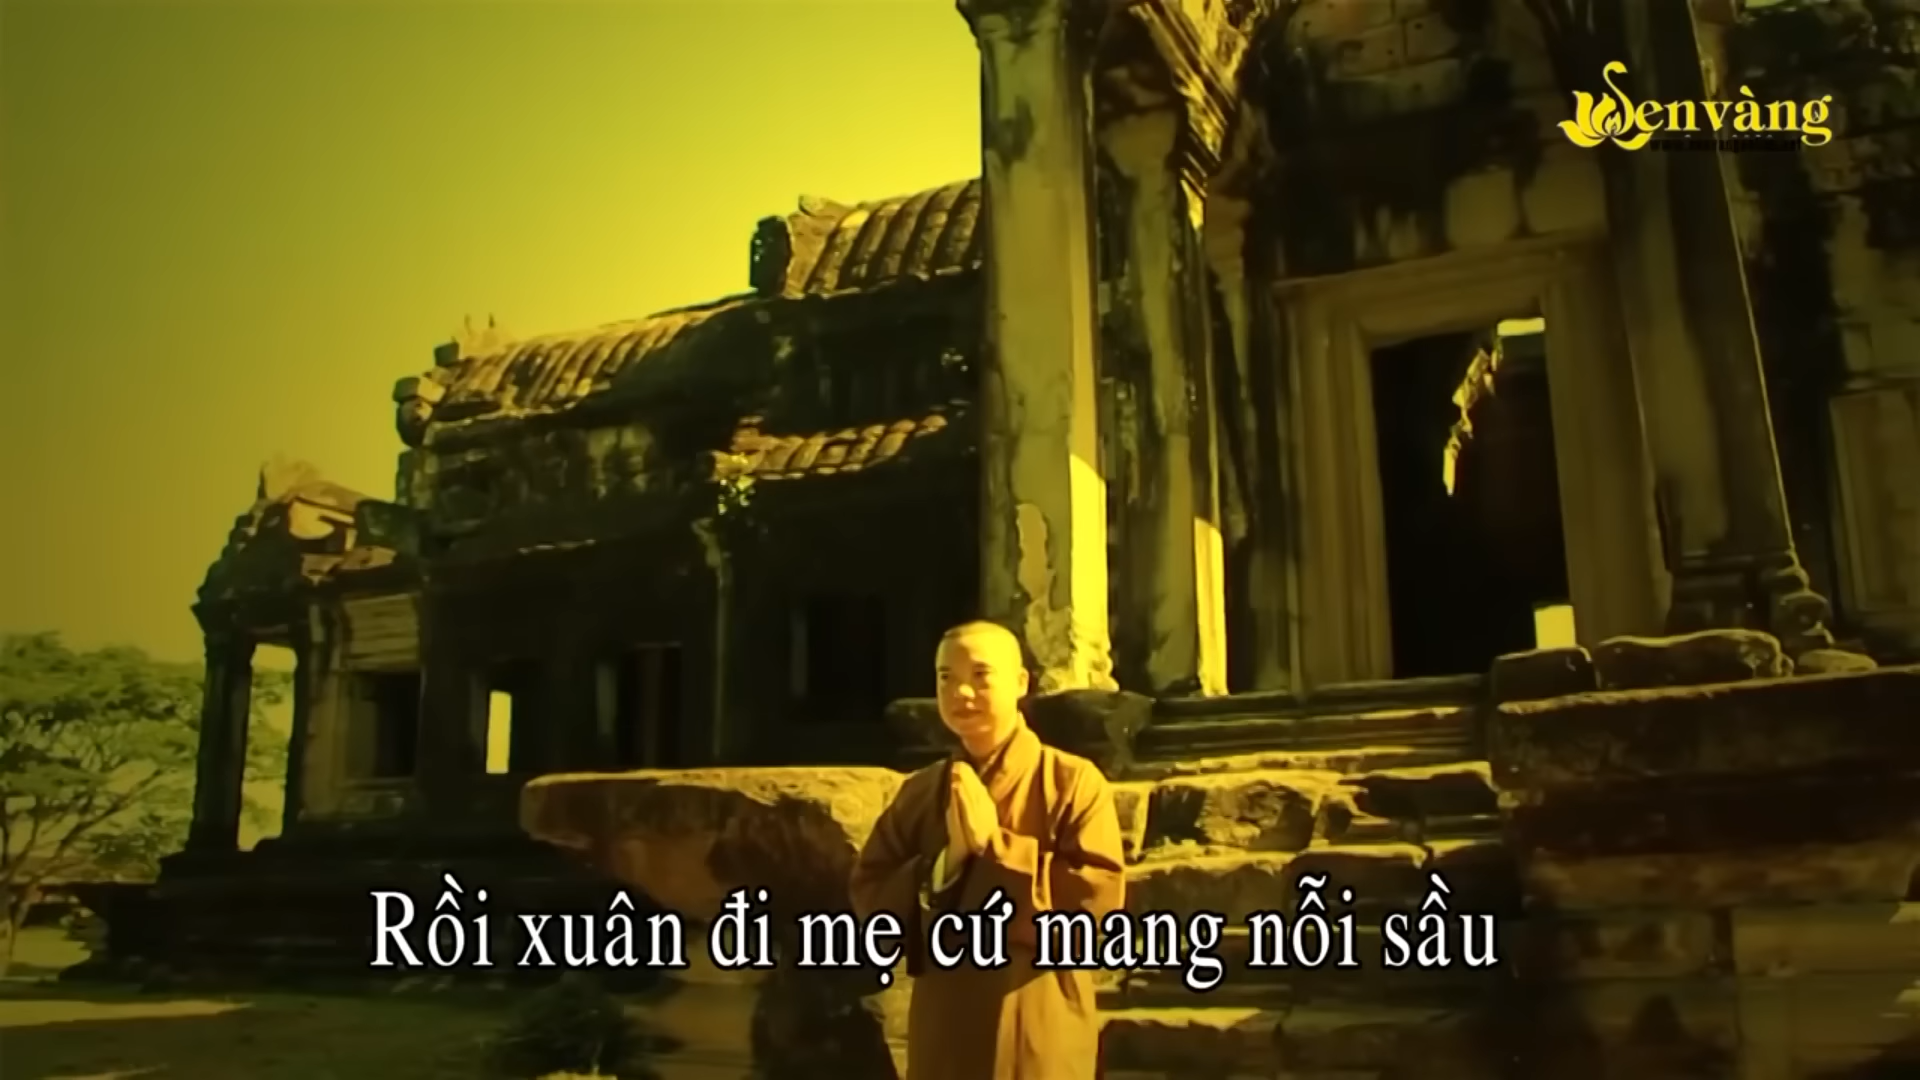 Senvàng
Rồi xuân đi mẹ cứ mang nỗi sầu